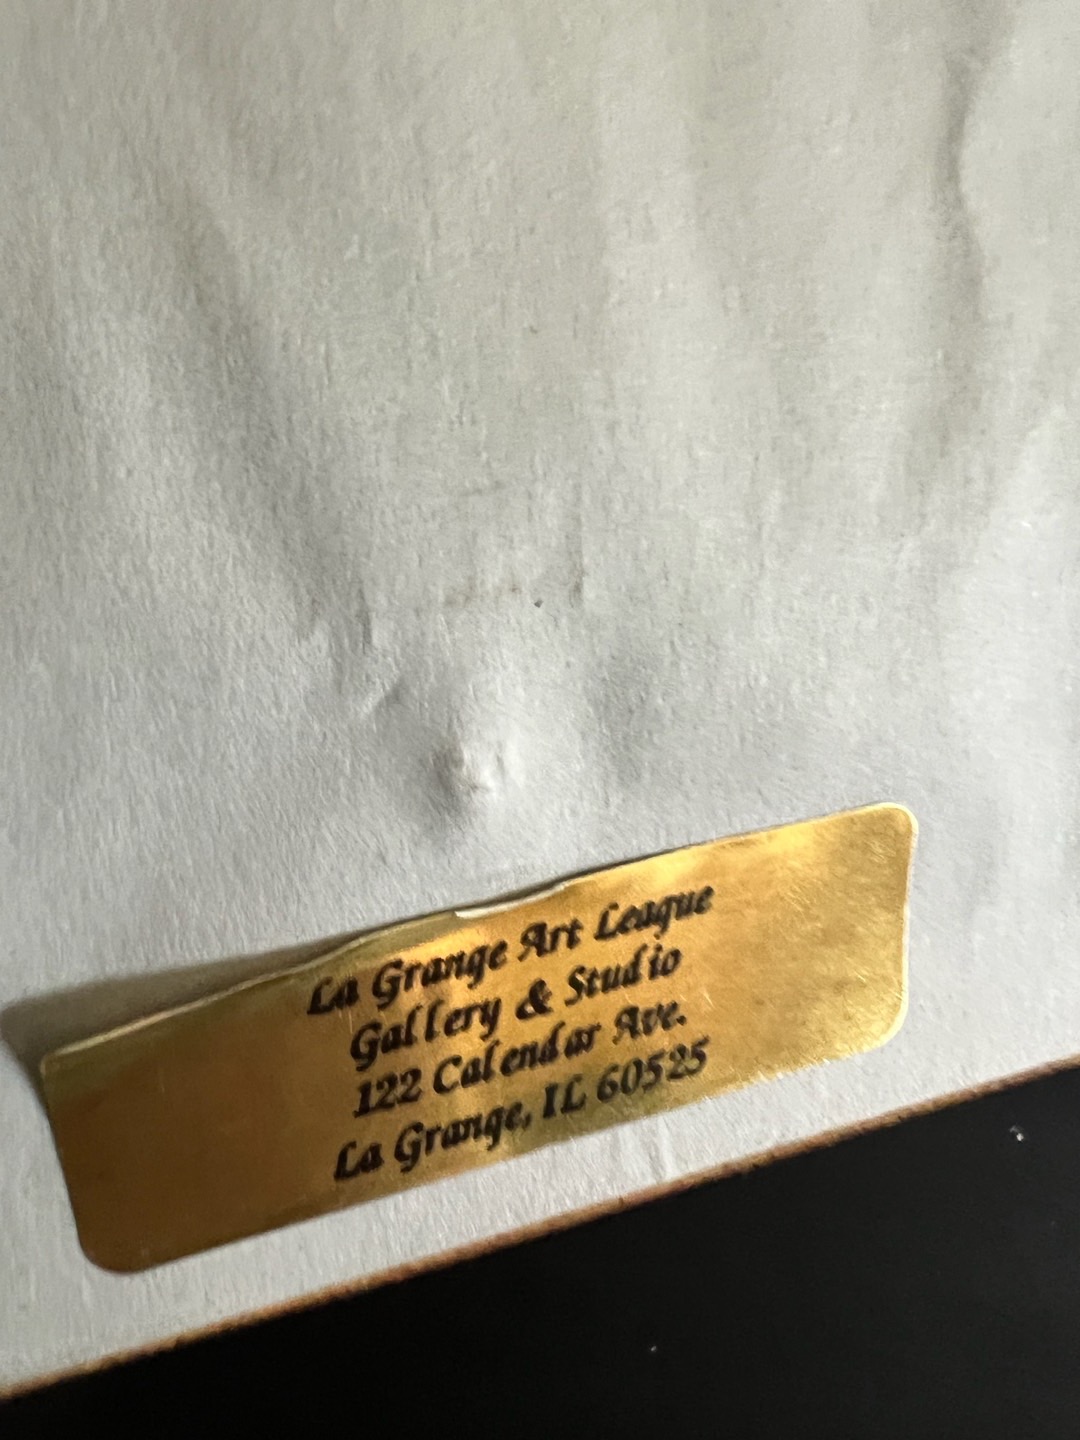 La Grange Art League
Gallery & Studio
122 Calendar Ave.
La Grange, IL 60525